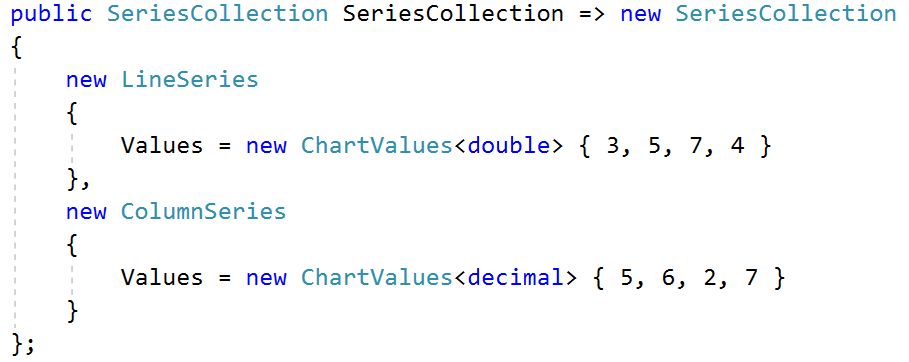 public SeriesCollection SeriesCollection => new SeriesCollection
{
    new LineSeries
    {
        Values = new ChartValues<double> { 3, 5, 7, 4 }
    },
    new ColumnSeries
    {
        Values = new ChartValues<decimal> { 5, 6, 2, 7 }
    }
};